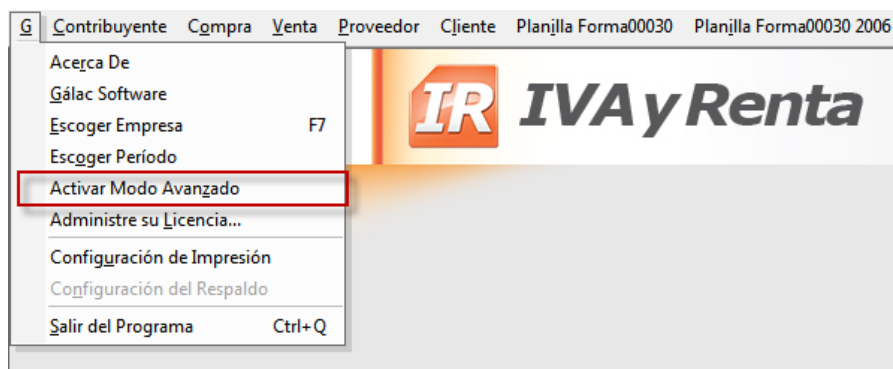 G Contribuyente Compra Venta Proveedor Cliente Planilla Forma00030 Planilla Forma00030 2006
Acerca De
Gálac Software
Escoger Empresa F7
Escoger Período
Activar Modo Avanzado
Administre su Licencia...
Configuración de Impresión
Configuración del Respaldo
Salir del Programa Ctrl+Q
IR IVA y Renta